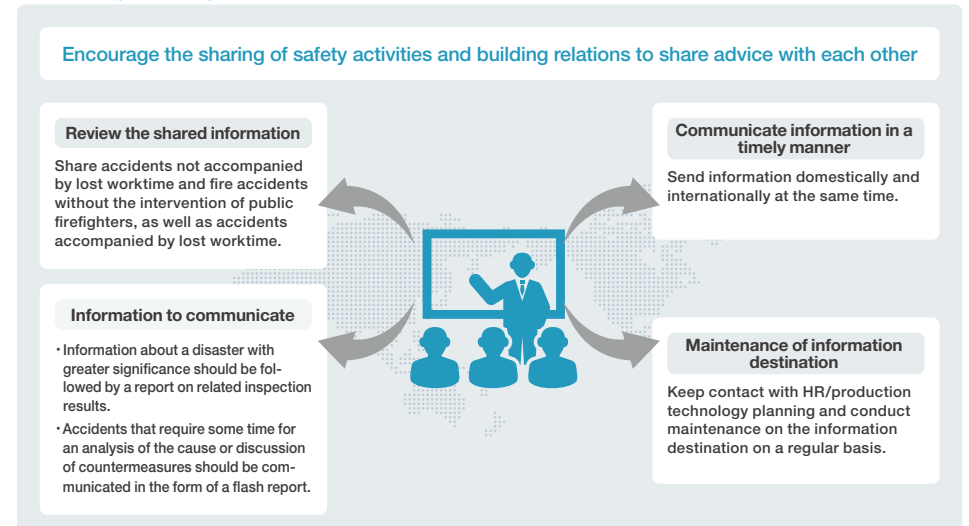 Encourage the sharing of safety activities and building relations to share advice with each other
Review the shared information
Share accidents not accompanied
by lost worktime and fire accidents
without the intervention of public
firefighters, as well as accidents
accompanied by lost worktime.
Information to communicate
・Information about a disaster with
greater significance should be fol-
lowed by a report on related inspection
results.
・Accidents that require some time for
an analysis of the cause or discussion
of countermeasures should be com-
municated in the form of a flash report.
Communicate information in a
timely manner
Send information domestically and
internationally at the same time.
Maintenance of information
destination
Keep contact with HR/production
technology planning and conduct
maintenance on the information
destination on a regular basis.